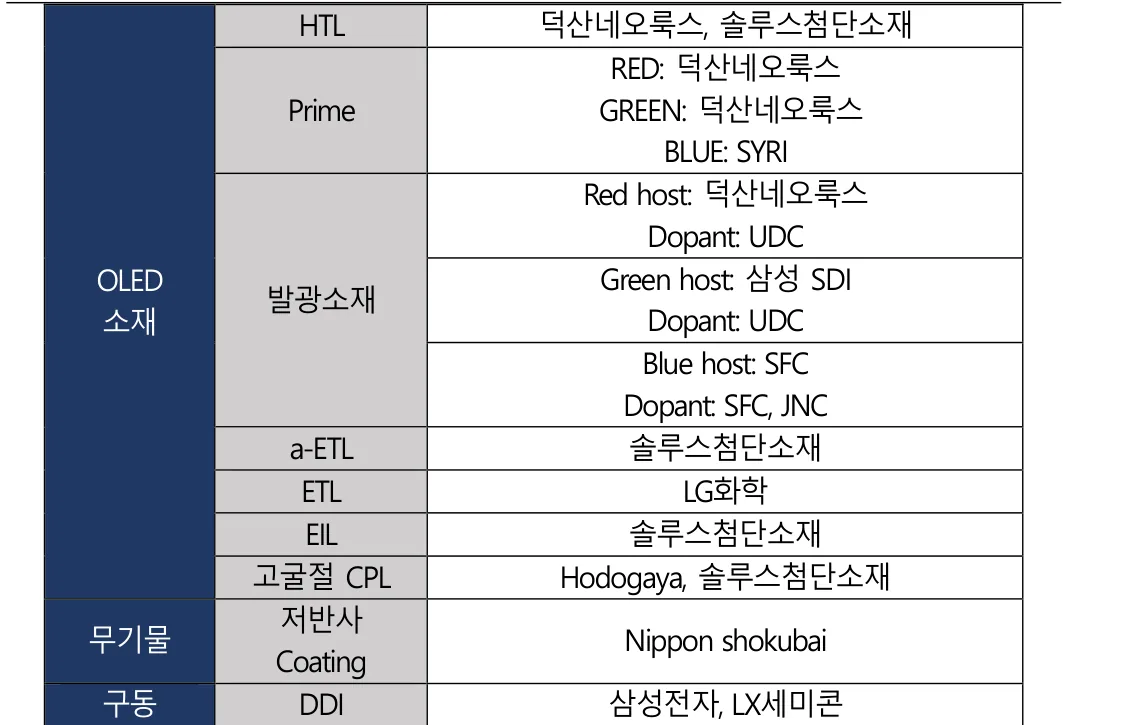 HTL
덕산네오룩스, 솔루스첨단소재
Prime
RED: 덕산네오룩스
GREEN: 덕산네오룩스
BLUE: SYRI
OLED
소재
발광소재
Red host: 덕산네오룩스
Dopant: UDC
Green host: 삼성 SDI
Dopant: UDC
Blue host: SFC
Dopant: SFC, JNC
a-ETL
솔루스첨단소재
ETL
LG화학
EIL
솔루스첨단소재
고굴절 CPL
Hodogaya, 솔루스첨단소재
무기물
저반사
Coating
Nippon shokubai
구동
DDI
삼성전자, LX세미콘